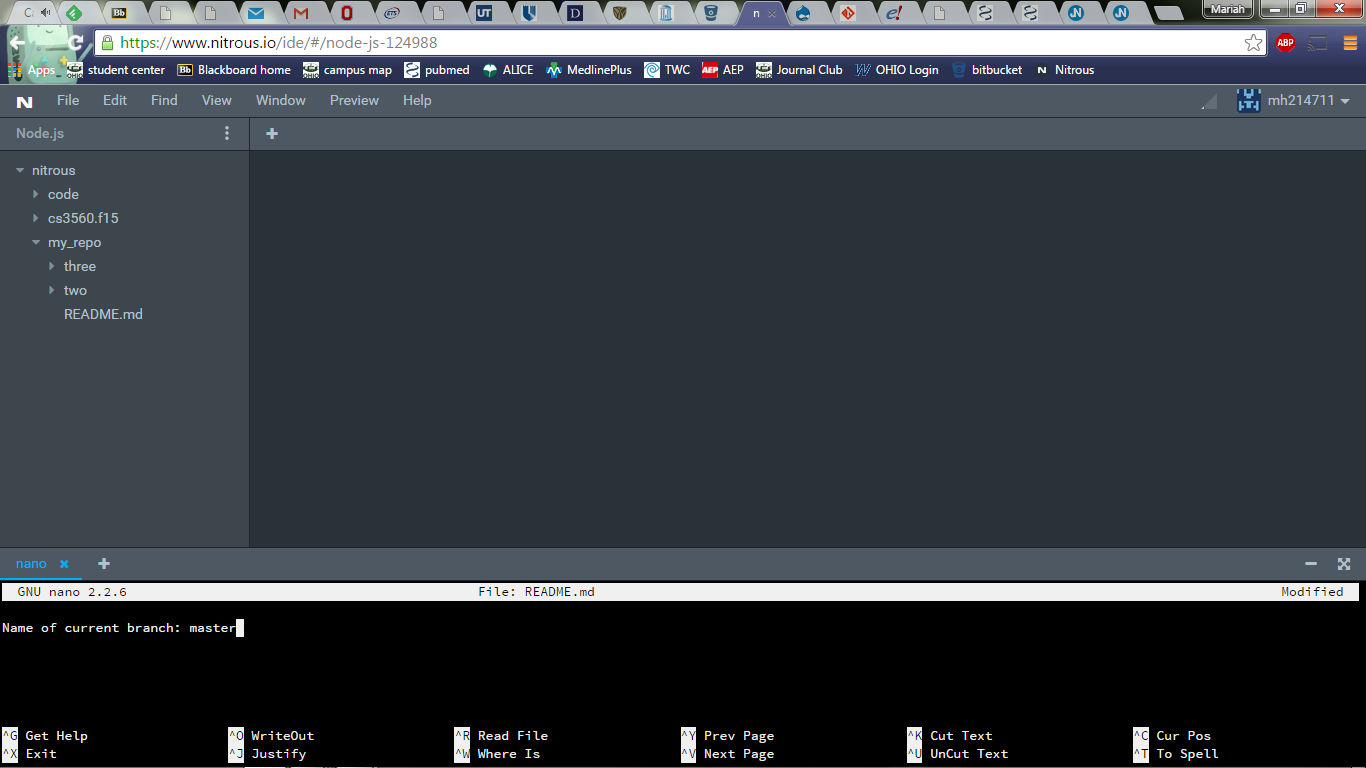 Mariah
https://www.nitrous.io/ide/#/node-js-124988
ABP
Apps student center Bb Blackboard home campus map pubmed ALICE MedlinePlus TWC AEP AEP Journal Club OHIO Login bitbucket N Nitrous
N File Edit Find View Window Preview Help mh214711
Node.js
nitrous
code
cs3560.f15
my_repo
three
two
README.md
nano
GNU nano 2.2.6 File: README.md Modified
Name of current branch: master
^G Get Help ^O WriteOut ^R Read File ^Y Prev Page ^K Cut Text ^C Cur Pos
^X Exit ^J Justify ^W Where Is ^V Next Page ^U UnCut Text ^T To Spell